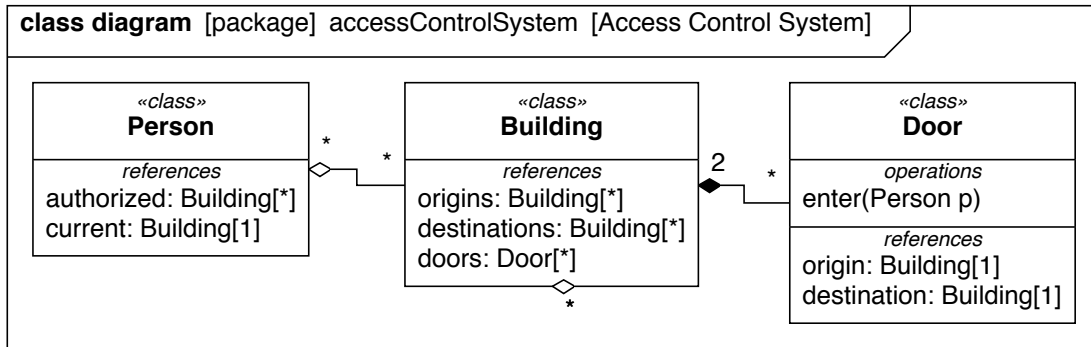 class diagram [package] accessControlSystem [Access Control System]
«class»
Person
references
authorized: Building[*]
current: Building[1]
*
*
«class»
Building
references
origins: Building[*]
destinations: Building[*]
doors: Door[*]
*
2
*
«class»
Door
operations
enter(Person p)
references
origin: Building[1]
destination: Building[1]